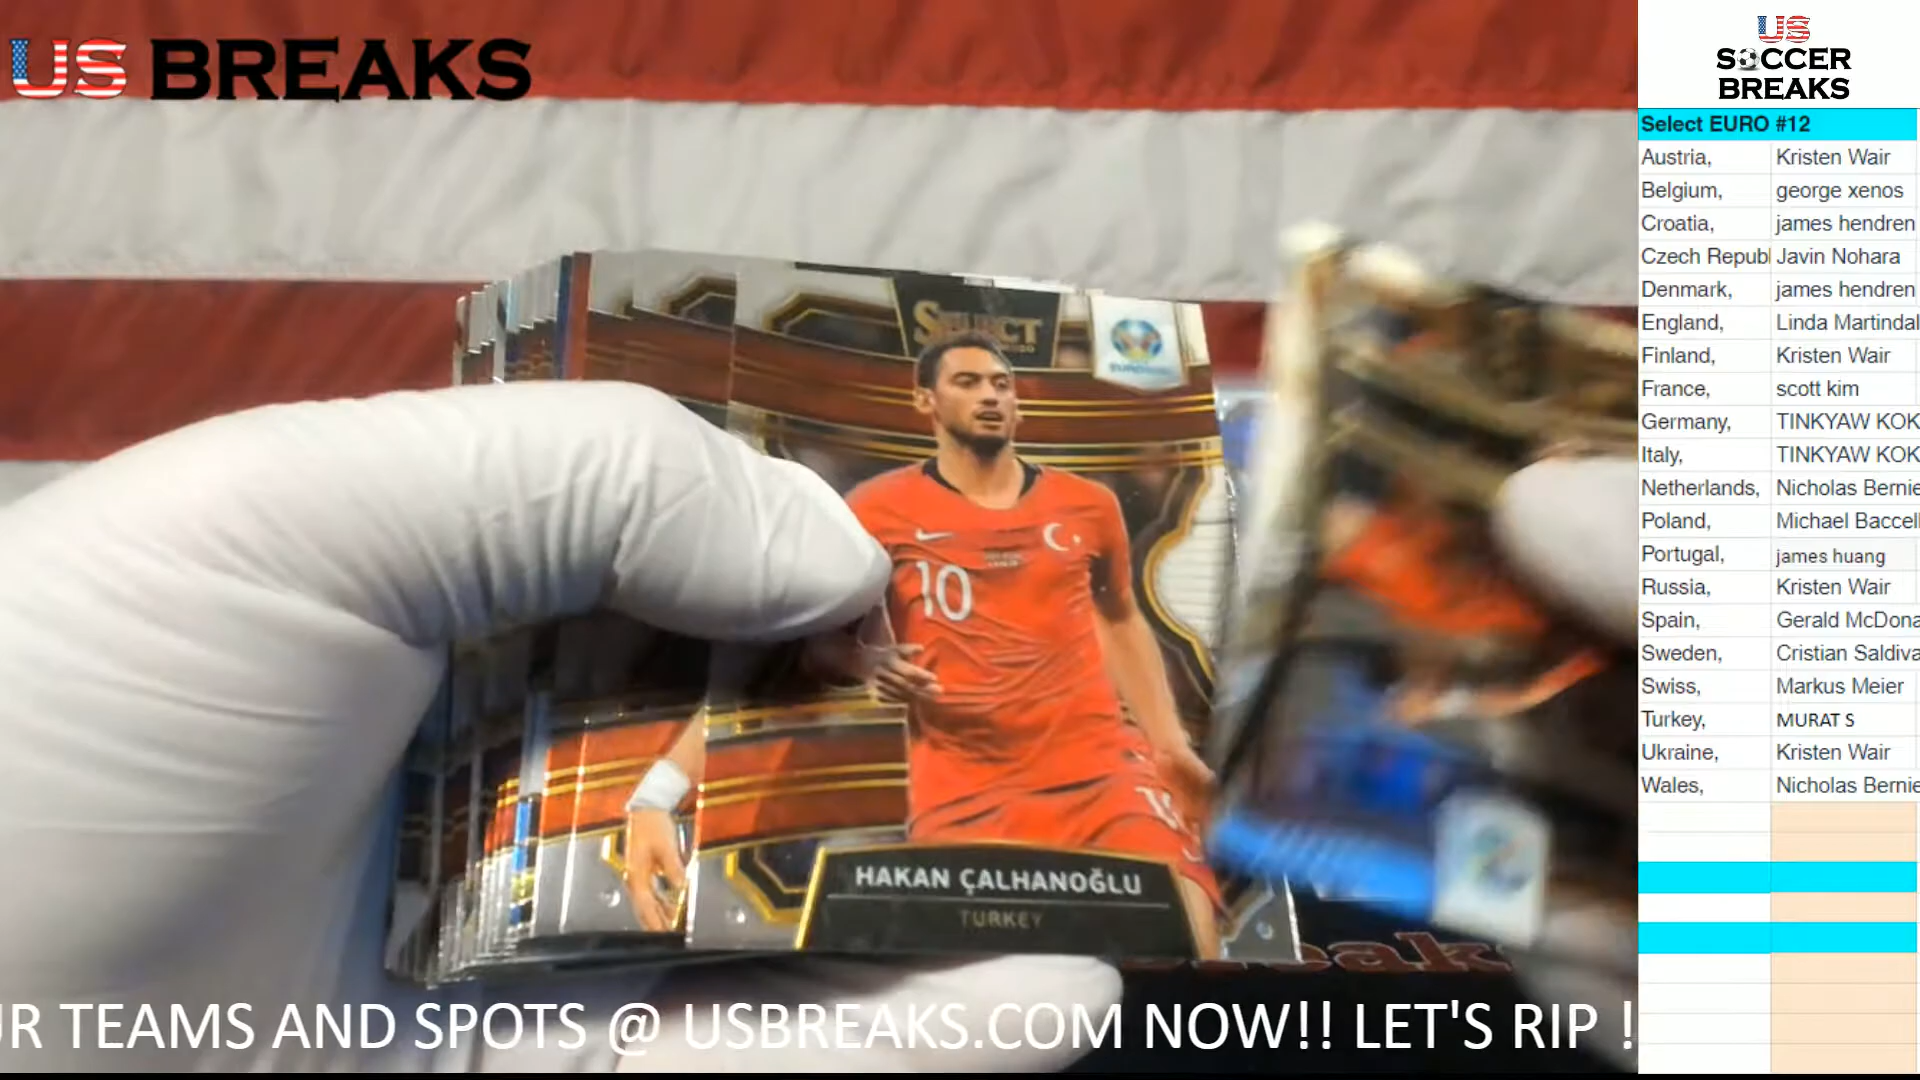 US BREAKS
US
SOCCER
BREAKS
Select EURO #12
Austria, Kristen Wair
Belgium, george xenos
Croatia, james hendren
Czech Republ Javin Nohara
Denmark, james hendren
England, Linda Martindal
Finland, Kristen Wair
France, scott kim
Germany, TINKYAW KOK
Italy, TINKYAW KOK
Netherlands, Nicholas Bernie
Poland, Michael Baccell
Portugal, james huang
Russia, Kristen Wair
Spain, Gerald McDona
Sweden, Cristian Saldiva
Swiss, Markus Meier
Turkey, MURAT S
Ukraine, Kristen Wair
Wales, Nicholas Bernie
SELECT
10
10
HAKAN ÇALHANOĞLU
TURKEY
UR TEAMS AND SPOTS @ USBREAKS.COM NOW!! LET'S RIP !